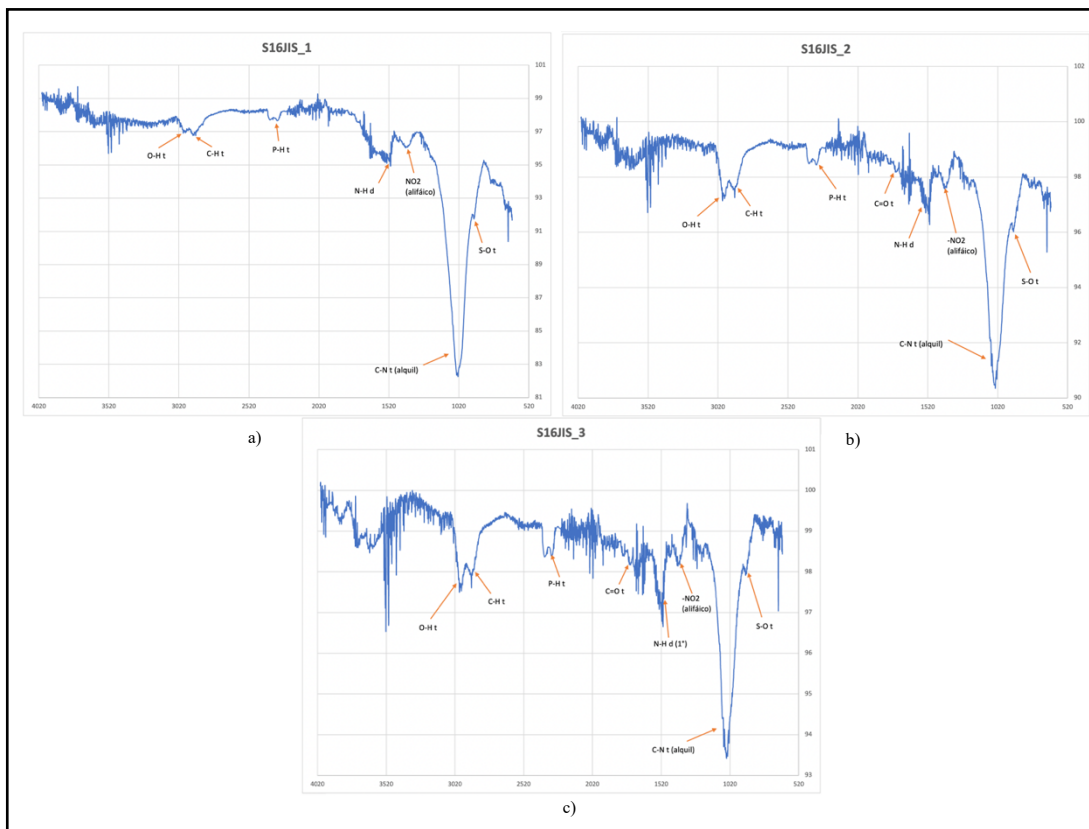 S16JIS_1
101
99
97
95
93
91
89
87
85
83
81
O-H t
C-H t
P-H t
N-H d
NO2
(alifáico)
S-O t
C-N t (alquil)
4020
3520
3020
2520
2020
1520
1020
520
a)
S16JIS_2
102
100
98
96
94
92
90
O-H t
C-H t
P-H t
C=O t
N-H d
-NO2
(alifáico)
S-O t
C-N t (alquil)
4020
3520
3020
2520
2020
1520
1020
520
b)
S16JIS_3
101
100
99
98
97
96
95
94
93
O-H t
C-H t
P-H t
C=O t
N-H d (1°)
-NO2
(alifáico)
S-O t
C-N t (alquil)
4020
3520
3020
2520
2020
1520
1020
520
c)